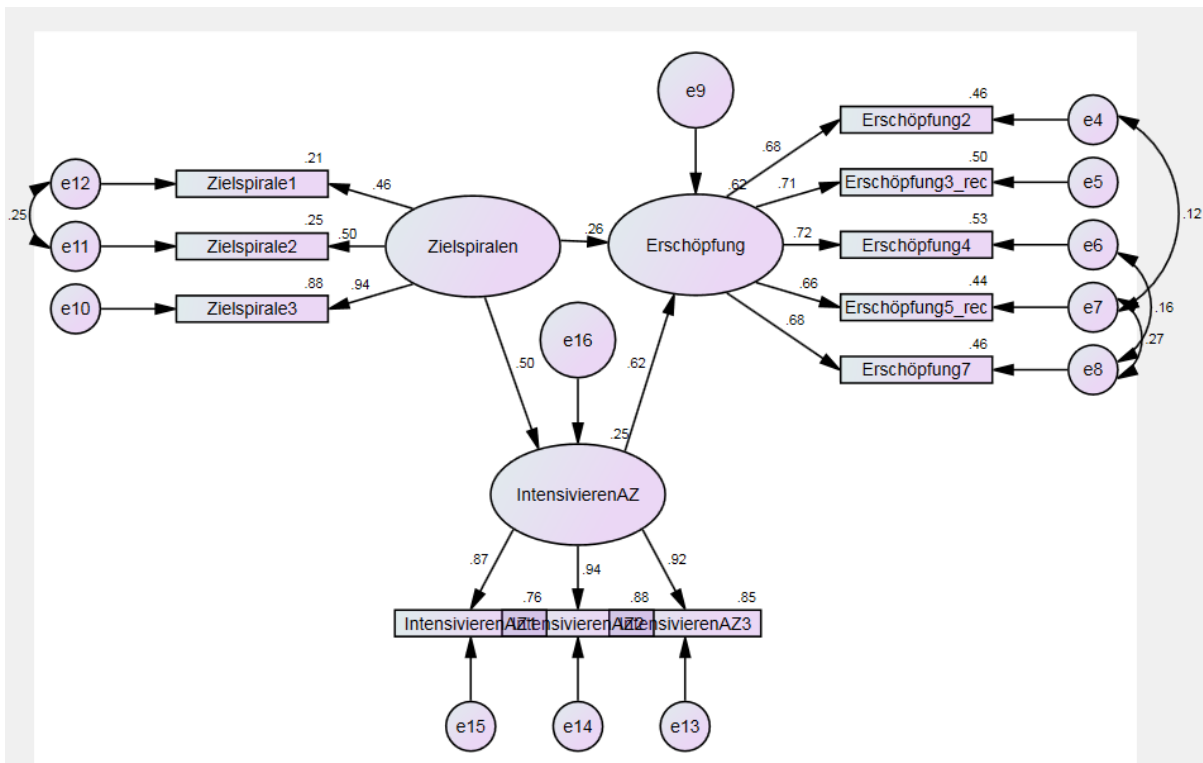 e9
.46
Erschöpfung2
e4
.68
e12
.21
Zielspirale1
.46
.50
.62
.71
Erschöpfung3_rec
e5
.12
.25
e11
.25
Zielspirale2
.50
Zielspiralen
.26
Erschöpfung
.53
.72
Erschöpfung4
e6
e10
.88
Zielspirale3
.94
.44
.66
Erschöpfung5_rec
e7
.16
.27
.46
.68
Erschöpfung7
e8
e16
.50
.62
.25
IntensivierenAZ
.87
.94
.92
.76
.88
.85
IntensivierenAZ1
IntensivierenAZ2
IntensivierenAZ3
e15
e14
e13